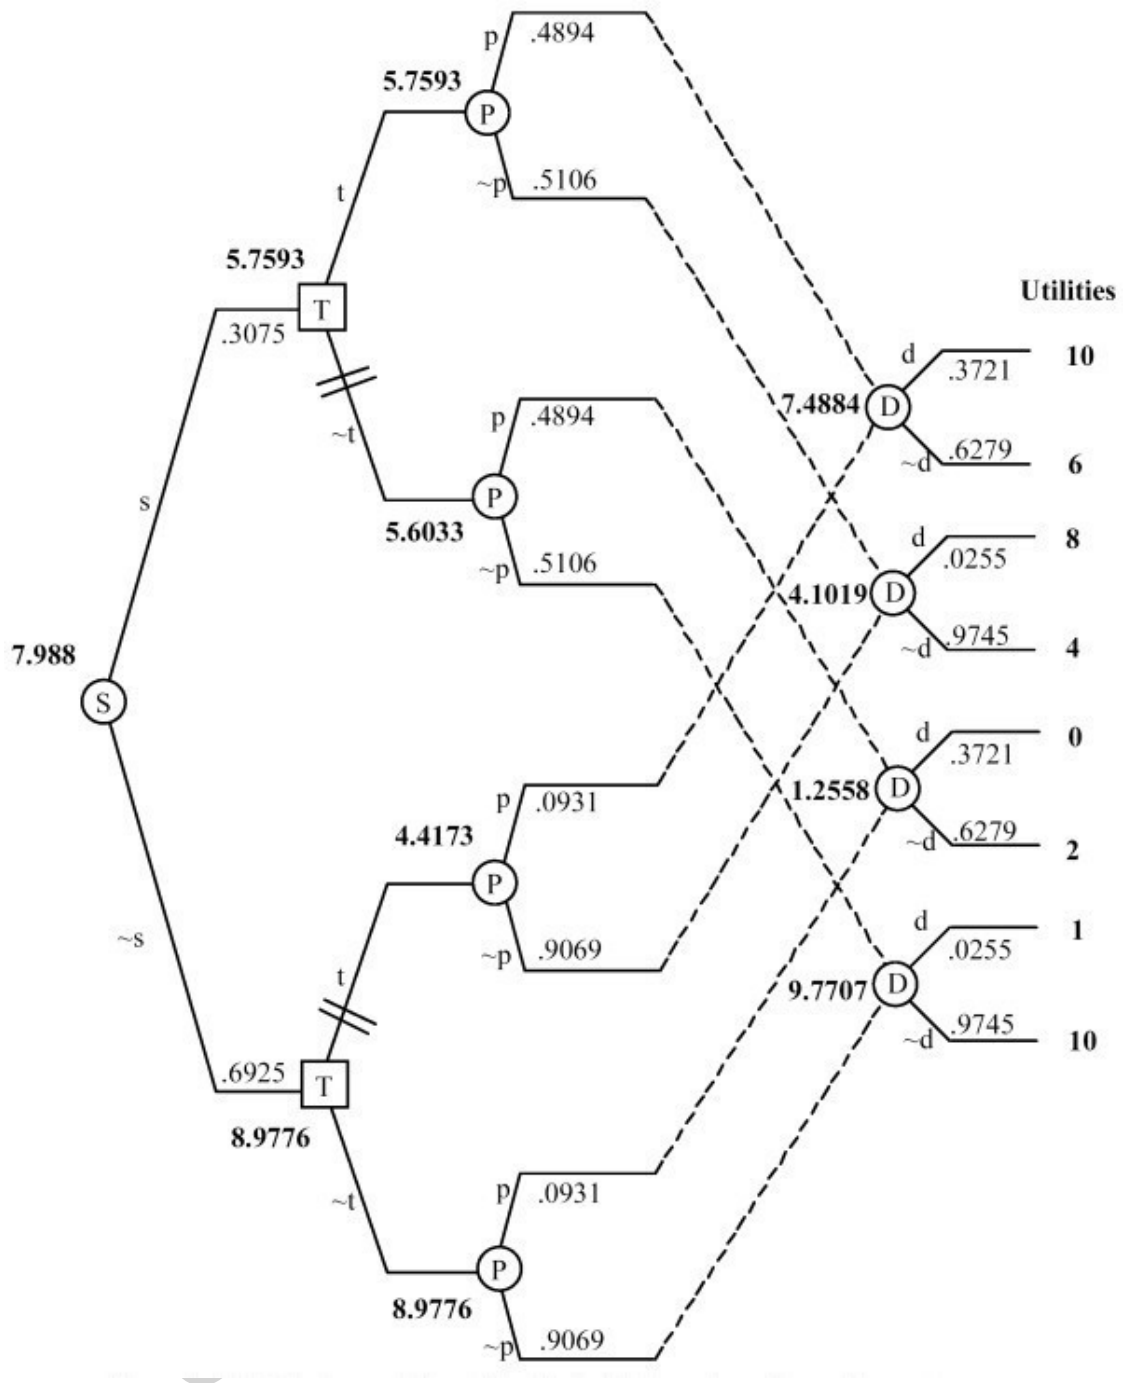 p .4894
5.7593 P
~p .5106
t
5.7593
T
.3075
~t
p .4894
P
5.6033
~p .5106
s
7.988
S
~s
p .0931
4.4173
P
~p .9069
t
.6925
T
8.9776
~t
p .0931
P
8.9776
~p .9069
Utilities
d .3721 10
7.4884 D
~d .6279 6
d .0255 8
4.1019 D
~d .9745 4
d .3721 0
1.2558 D
~d .6279 2
d .0255 1
9.7707 D
~d .9745 10